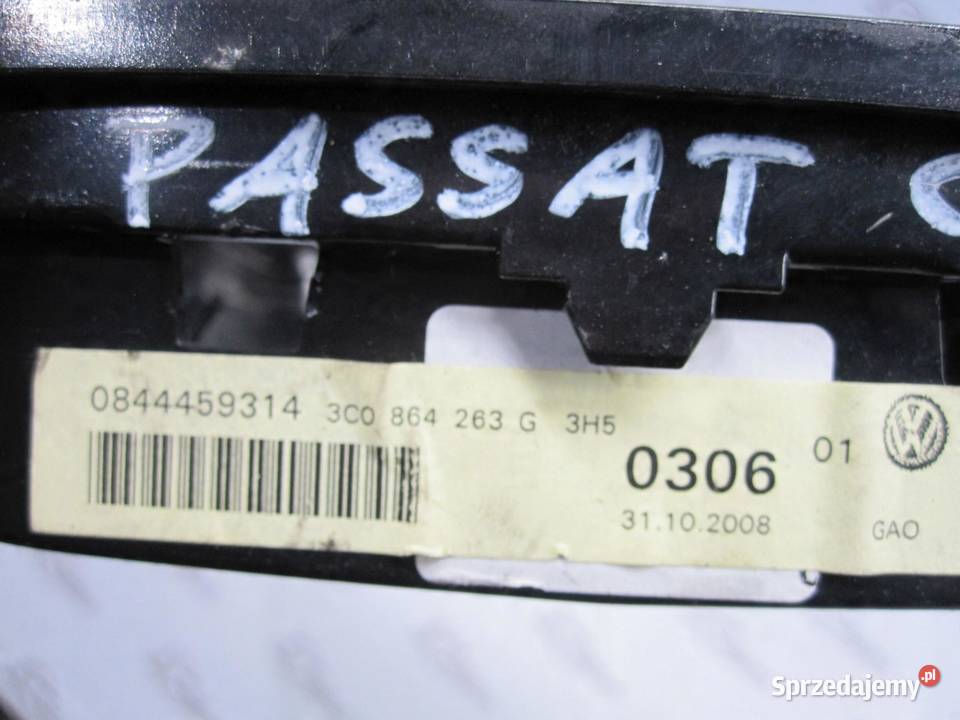 PASSAT C
0844459314 3C0 864 263 G 3H5
0306 01
31.10.2008 GAO
Sprzedajemy.pl